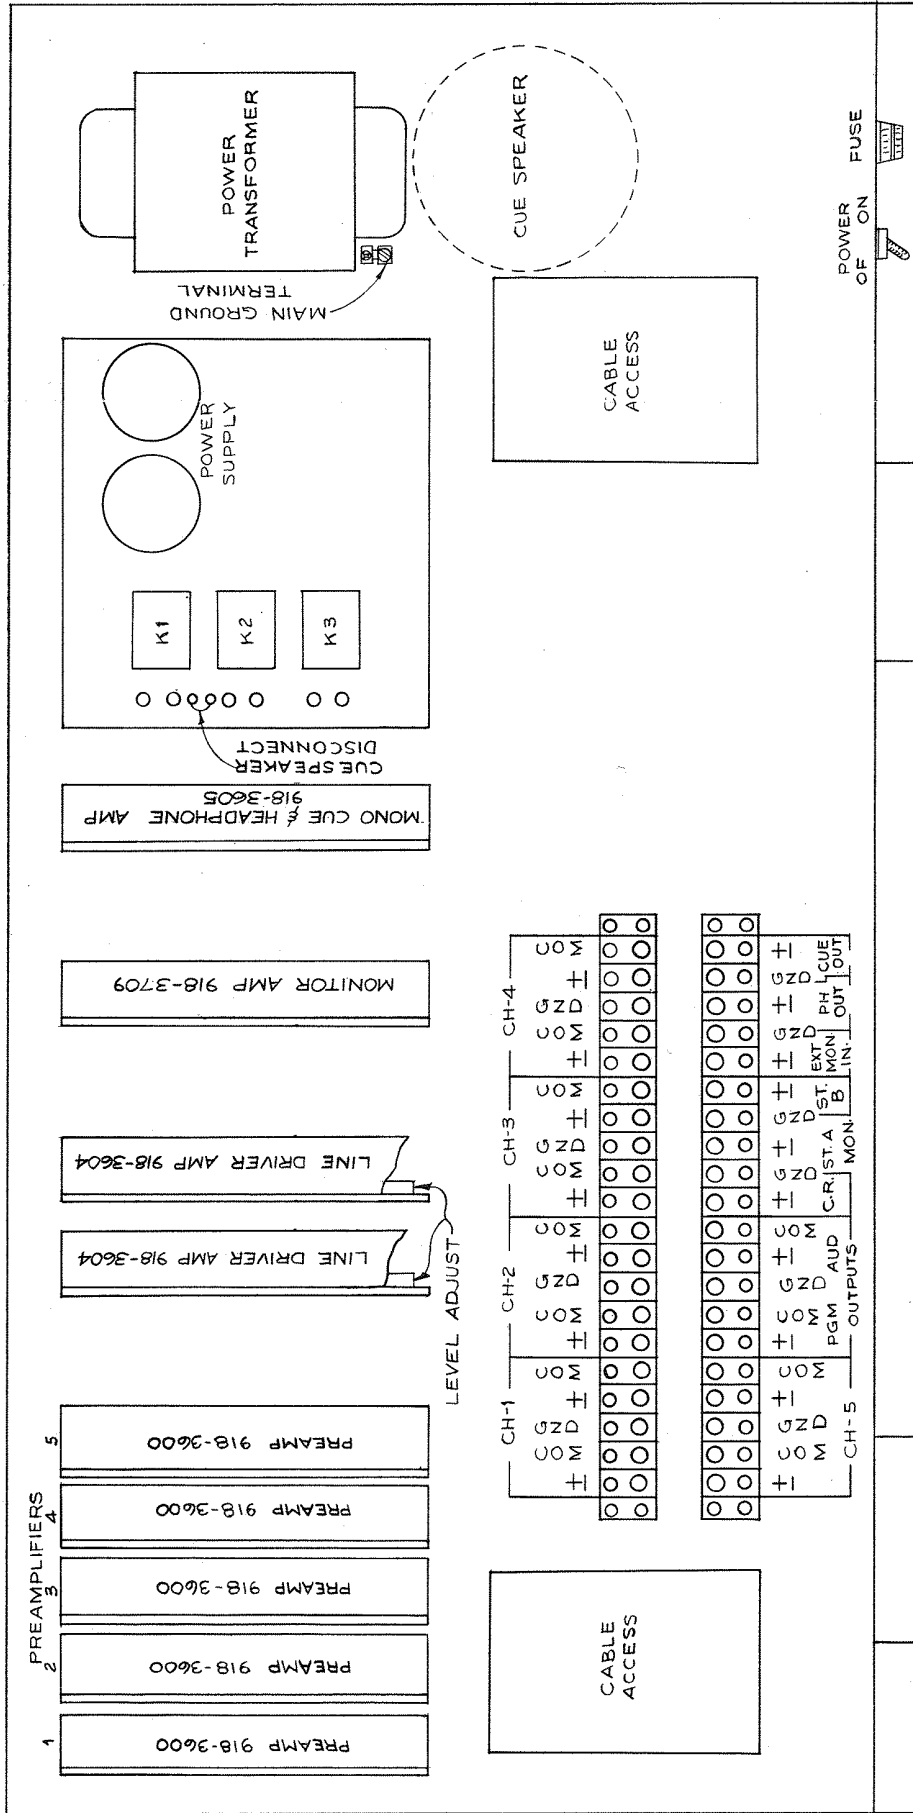 PREAMPLIFIERS
1
2
3
4
5
PREAMP 918-3600
PREAMP 918-3600
PREAMP 918-3600
PREAMP 918-3600
PREAMP 918-3600
LINE DRIVER AMP 918-3604
LINE DRIVER AMP 918-3604
LEVEL ADJUST
MONITOR AMP 918-3709
MONO CUE & HEADPHONE AMP
918-3605
CUE SPEAKER
DISCONNECT
K1
K2
K3
POWER
SUPPLY
MAIN GROUND
TERMINAL
POWER
TRANSFORMER
CUE SPEAKER
CABLE
ACCESS
CH-1
CH-2
CH-3
CH-4
± COM GND ± COM
± COM GND ± COM
± COM GND ± COM
± COM GND ± COM
CABLE
ACCESS
± COM GND ± COM
± COM GND ± COM
± GND ± GND ±
± GND ± GND ±
CH-5
PGM AUD
OUTPUTS
C.R. ST. A ST. B
MON.
EXT
MON
IN.
PH
OUT
CUE
OUT
POWER
OF ON
FUSE